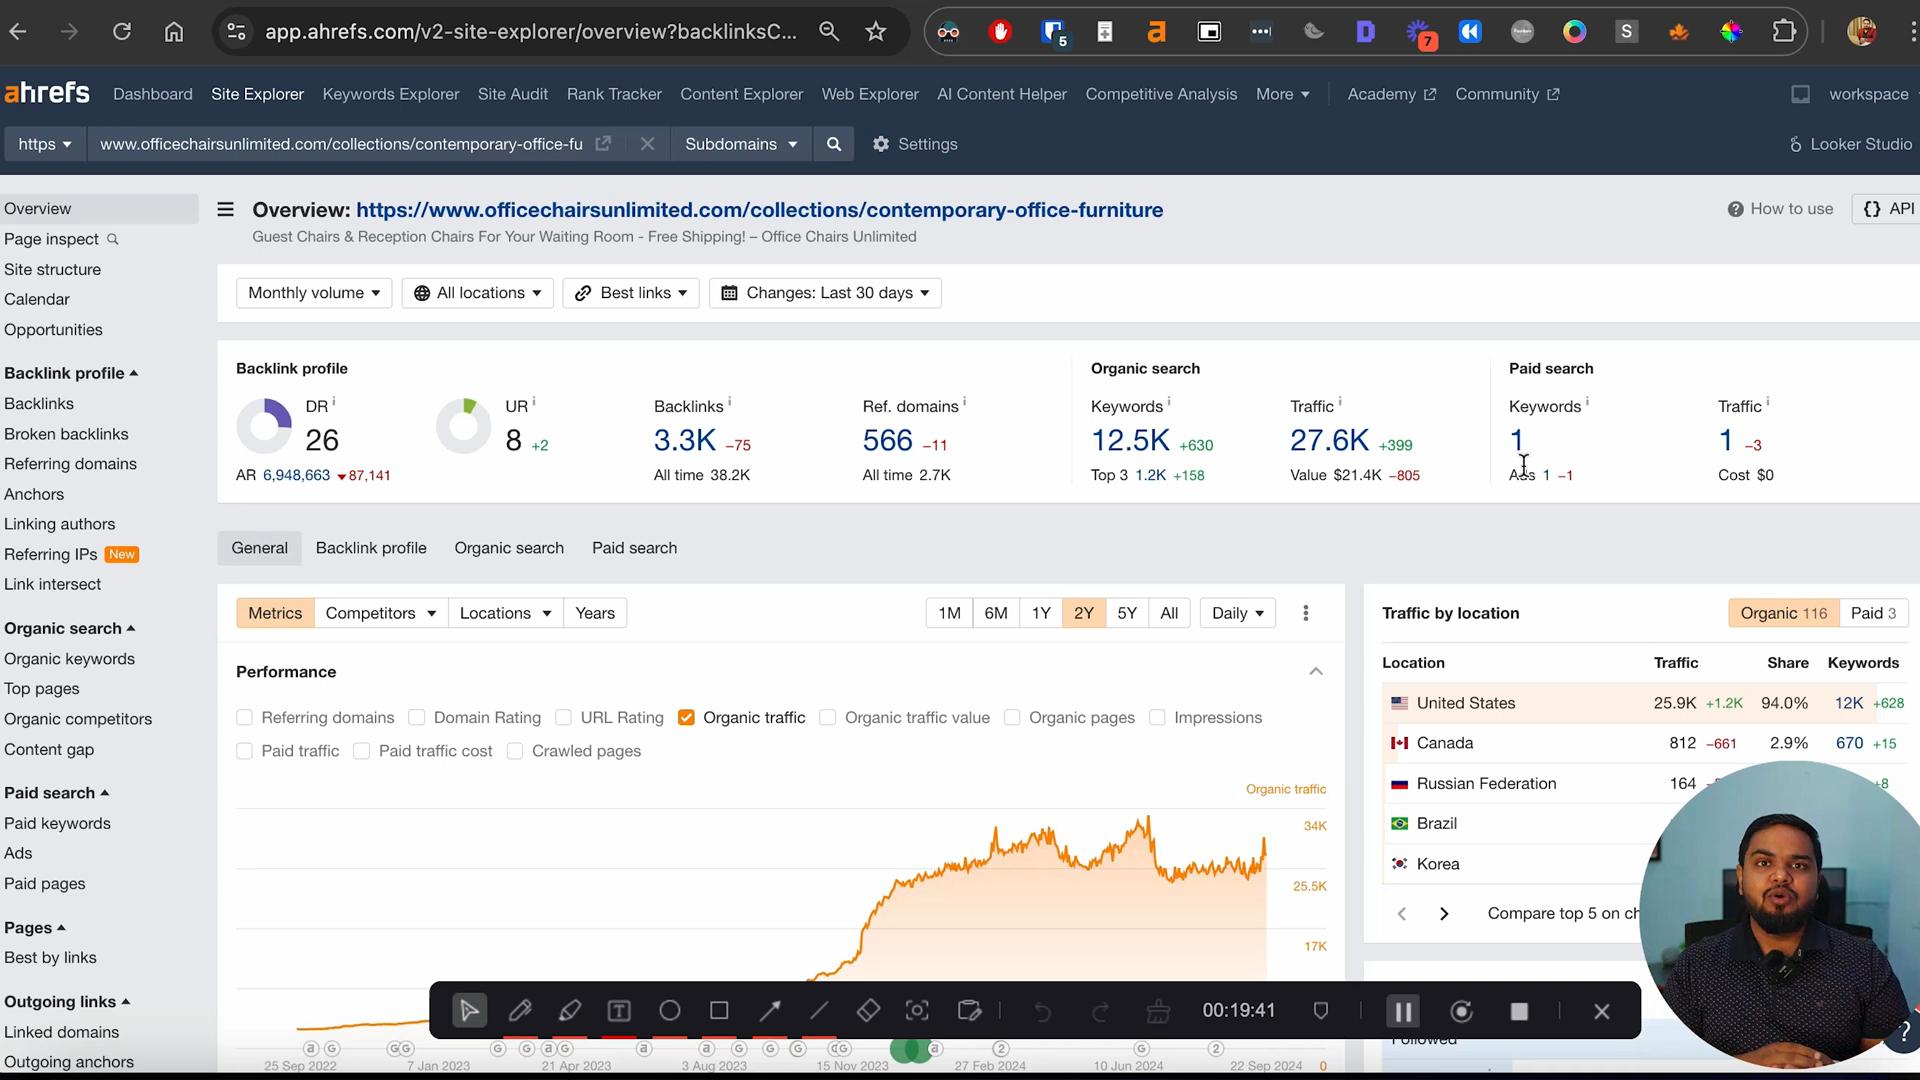 app.ahrefs.com/v2-site-explorer/overview?backlinksC...
5
7
S
ahrefs Dashboard Site Explorer Keywords Explorer Site Audit Rank Tracker Content Explorer Web Explorer AI Content Helper Competitive Analysis More Academy Community workspace
https www.officechairsunlimited.com/collections/contemporary-office-fu Subdomains Settings Looker Studio
Overview
Page inspect
Site structure
Calendar
Opportunities
Backlink profile
Backlinks
Broken backlinks
Referring domains
Anchors
Linking authors
Referring IPs New
Link intersect
Organic search
Organic keywords
Top pages
Organic competitors
Content gap
Paid search
Paid keywords
Ads
Paid pages
Pages
Best by links
Outgoing links
Linked domains
Outgoing anchors
Overview: https://www.officechairsunlimited.com/collections/contemporary-office-furniture
How to use {} API
Guest Chairs & Reception Chairs For Your Waiting Room - Free Shipping! – Office Chairs Unlimited
Monthly volume All locations Best links Changes: Last 30 days
Backlink profile
DR
26
AR 6,948,663 87,141
UR
8 +2
Backlinks
3.3K −75
All time 38.2K
Ref. domains
566 −11
All time 2.7K
Organic search
Keywords
12.5K +630
Top 3 1.2K +158
Traffic
27.6K +399
Value $21.4K −805
Paid search
Keywords
1
Ads 1 −1
Traffic
1 −3
Cost $0
General Backlink profile Organic search Paid search
Metrics Competitors Locations Years 1M 6M 1Y 2Y 5Y All Daily
Performance
Referring domains Domain Rating URL Rating Organic traffic Organic traffic value Organic pages Impressions
Paid traffic Paid traffic cost Crawled pages
Organic traffic
34K
25.5K
17K
0
25 Sep 2022 7 Jan 2023 21 Apr 2023 3 Aug 2023 15 Nov 2023 27 Feb 2024 10 Jun 2024 22 Sep 2024
Traffic by location Organic 116 Paid 3
Location Traffic Share Keywords
United States 25.9K +1.2K 94.0% 12K +628
Canada 812 −661 2.9% 670 +15
Russian Federation 164 +8
Brazil
Korea
Compare top 5 on ch
00:19:41
Followed
?